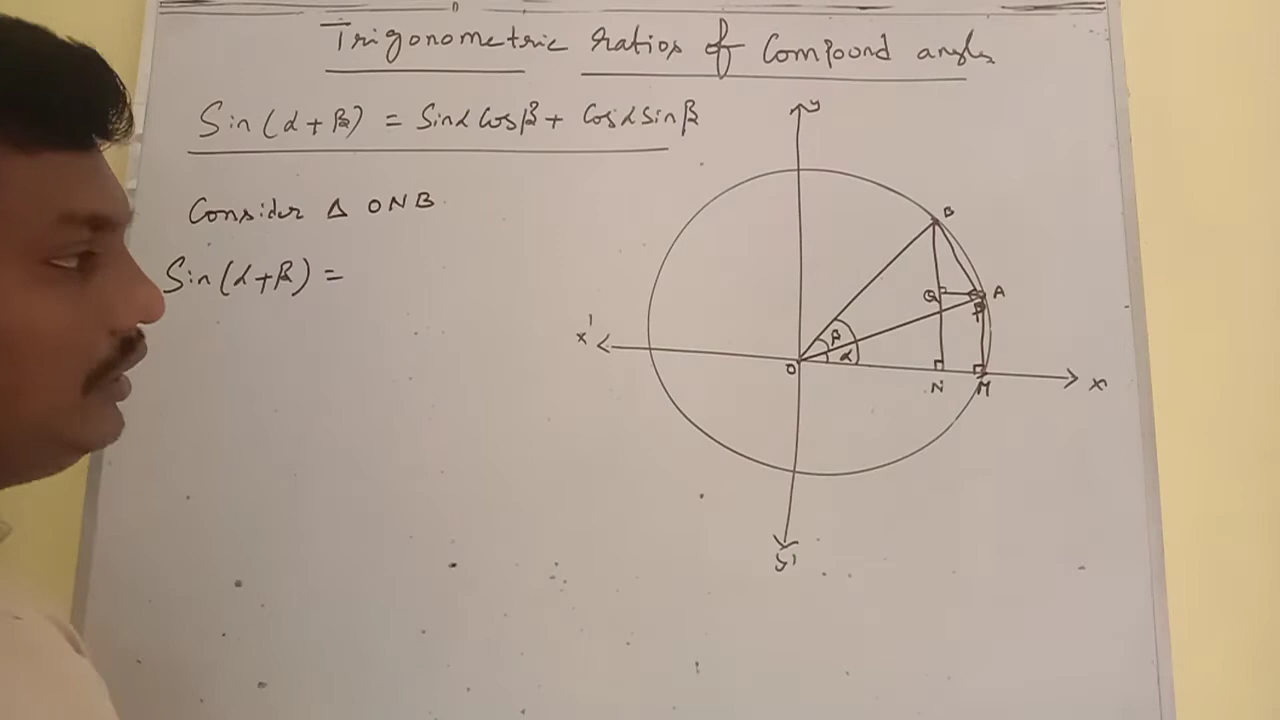 Trigonometric Ratios of Compound angles
Sin(α+β) = Sinα Cosβ + Cosα Sinβ
Consider Δ ONB
Sin(α+β) =
y
B
Q
A
β
α
x'
O
N
M
x
y'